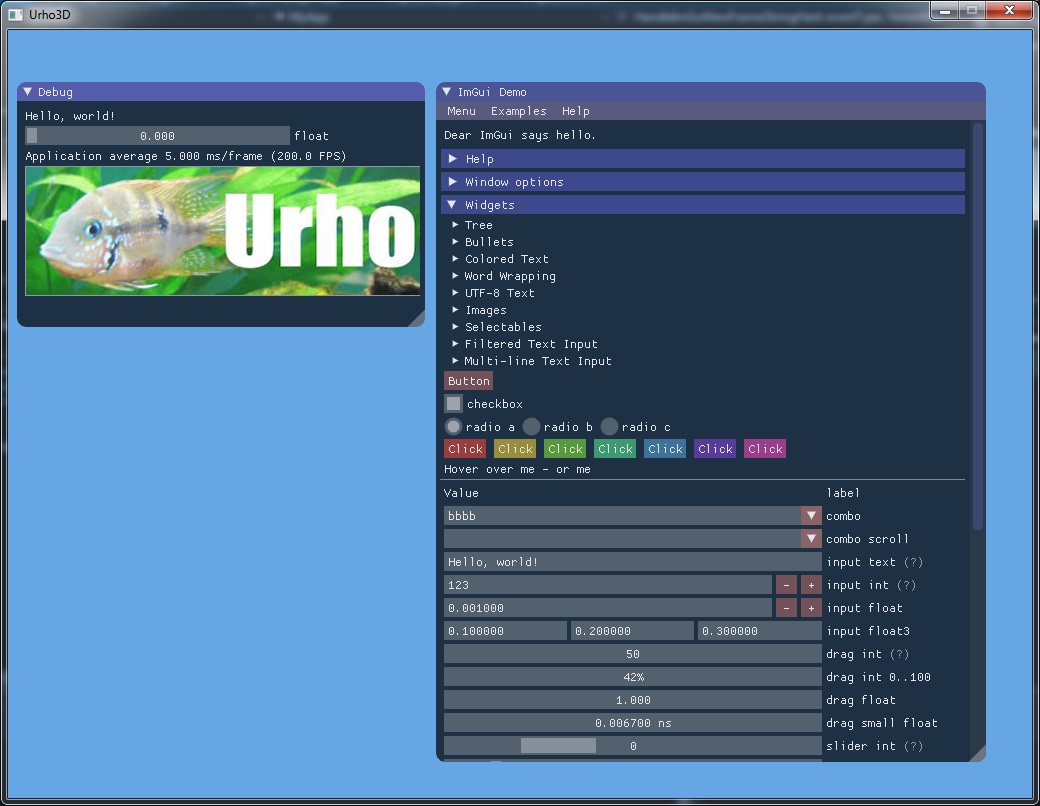 Urho3D
Debug
Hello, world!
0.000 float
Application average 5.000 ms/frame (200.0 FPS)
Urho
ImGui Demo
Menu Examples Help
Dear ImGui says hello.
Help
Window options
Widgets
Tree
Bullets
Colored Text
Word Wrapping
UTF-8 Text
Images
Selectables
Filtered Text Input
Multi-line Text Input
Button
checkbox
radio a radio b radio c
Click Click Click Click Click Click Click
Hover over me - or me
Value label
bbbb combo
combo scroll
Hello, world! input text (?)
123 - + input int (?)
0.001000 - + input float
0.100000 0.200000 0.300000 input float3
50 drag int (?)
42% drag int 0..100
1.000 drag float
0.006700 ns drag small float
0 slider int (?)